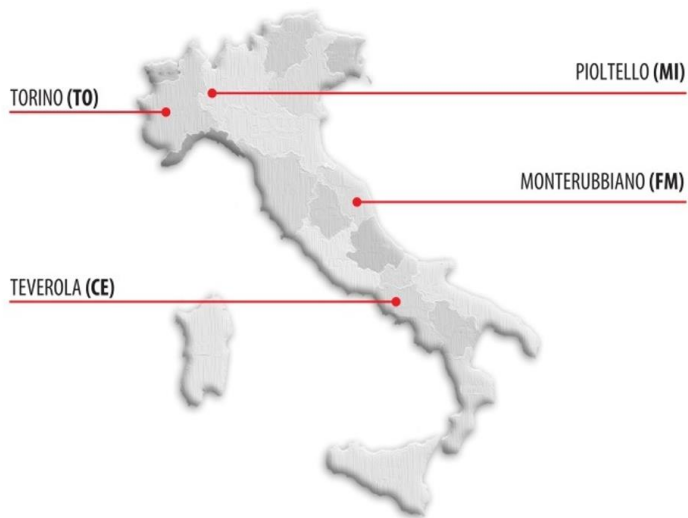 PIOLTELLO (MI)
TORINO (TO)
MONTERUBBIANO (FM)
TEVEROLA (CE)